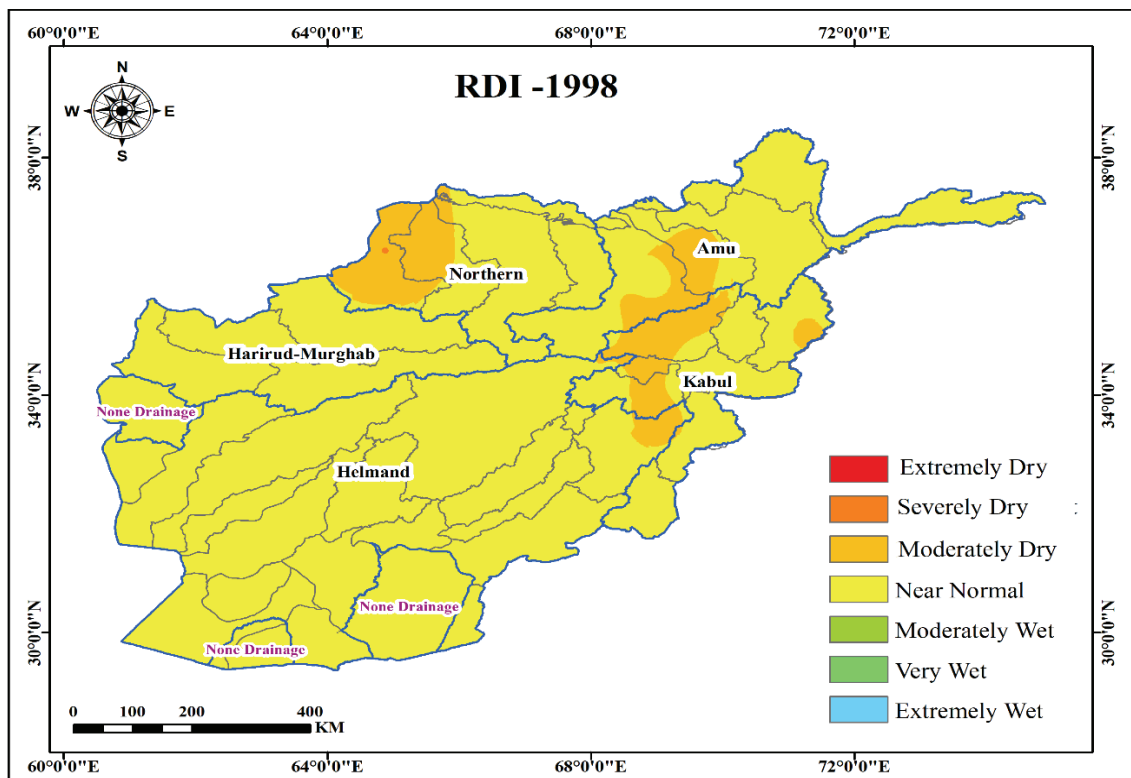 60°0'0"E 64°0'0"E 68°0'0"E 72°0'0"E
RDI -1998
N
W E
S
38°0'0"N 38°0'0"N
Amu
Northern
Harirud-Murghab
Kabul
34°0'0"N 34°0'0"N
None Drainage
Helmand
Extremely Dry
Severely Dry
:
Moderately Dry
Near Normal
None Drainage
Moderately Wet
30°0'0"N 30°0'0"N
None Drainage
Very Wet
Extremely Wet
0 100 200 400
KM
60°0'0"E 64°0'0"E 68°0'0"E 72°0'0"E